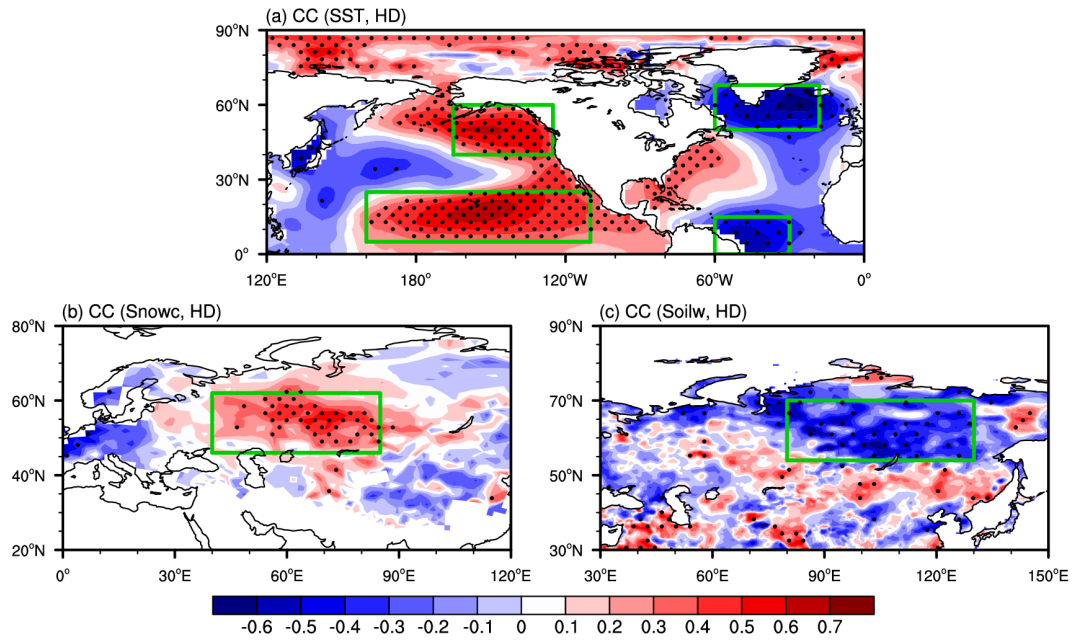 (a) CC (SST, HD)
90°N
60°N
30°N
0°
120°E 180° 120°W 60°W 0°
(b) CC (Snowc, HD)
80°N
60°N
40°N
20°N
0° 30°E 60°E 90°E 120°E
(c) CC (Soilw, HD)
90°N
70°N
50°N
30°N
30°E 60°E 90°E 120°E 150°E
-0.6 -0.5 -0.4 -0.3 -0.2 -0.1 0 0.1 0.2 0.3 0.4 0.5 0.6 0.7